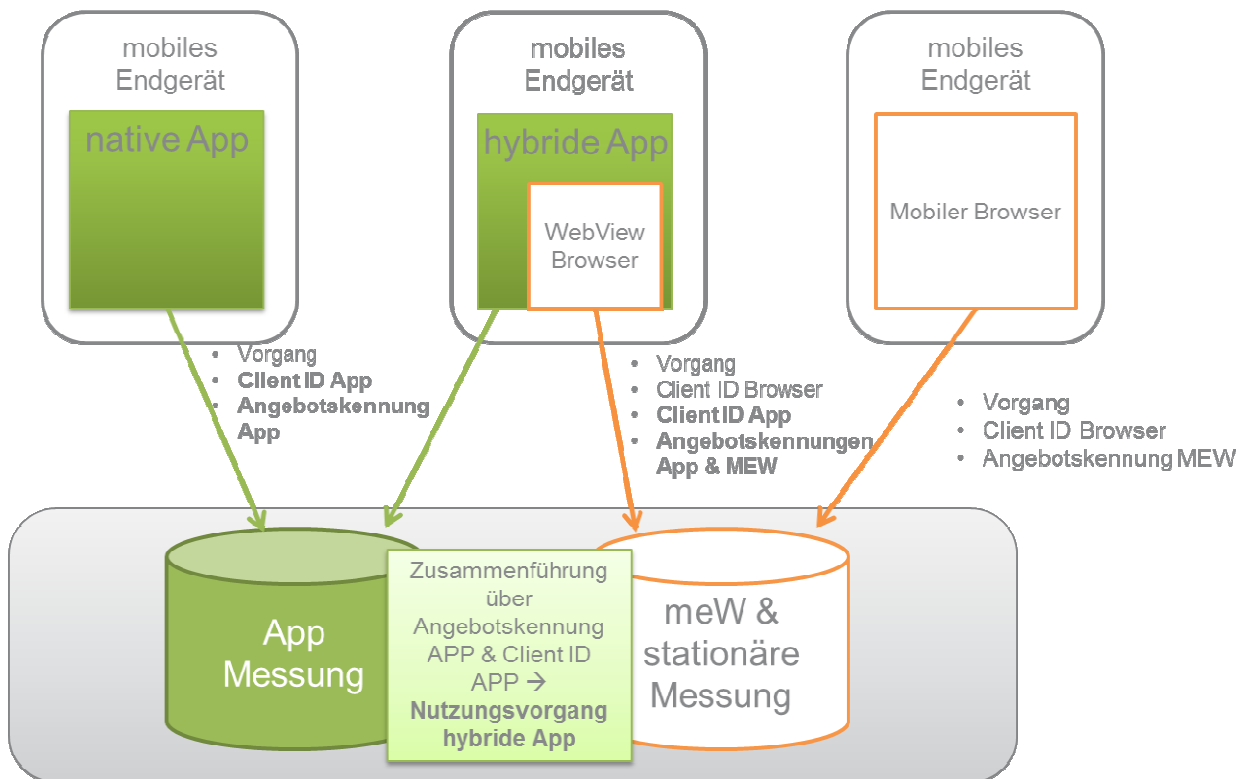 mobiles
Endgerät
native App
mobiles
Endgerät
hybride App
WebView
Browser
mobiles
Endgerät
Mobiler Browser
• Vorgang
• Client ID App
• Angebotskennung
App
• Vorgang
• Client ID Browser
• Client ID App
• Angebotskennungen
App & MEW
• Vorgang
• Client ID Browser
• Angebotskennung MEW
App
Messung
Zusammenführung
über
Angebotskennung
APP & Client ID
APP →
Nutzungsvorgang
hybride App
meW &
stationäre
Messung